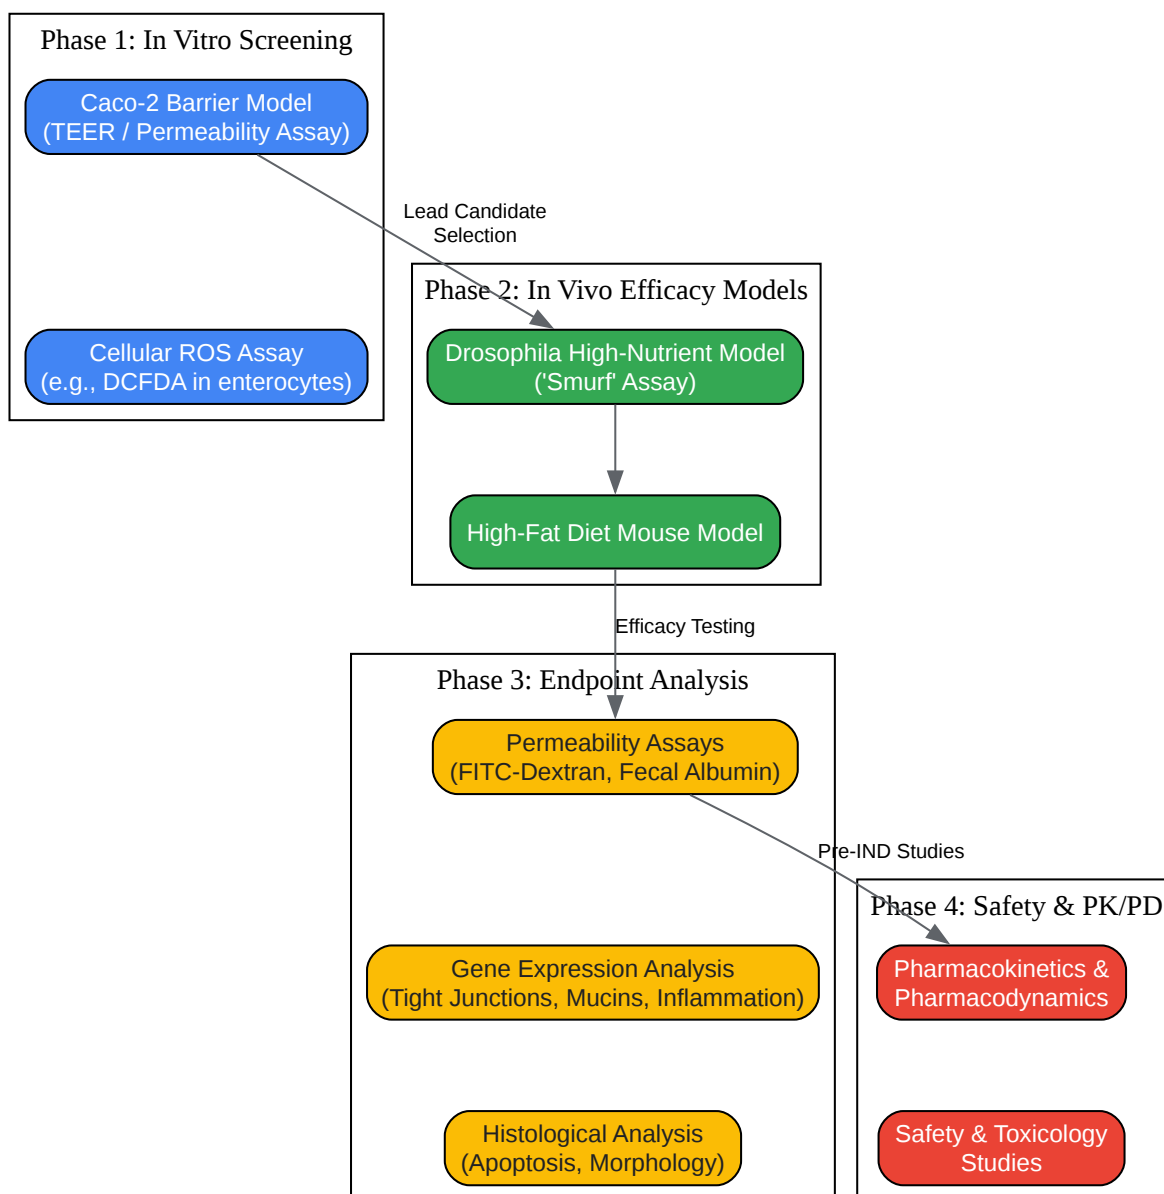 Phase 1: In Vitro Screening
Caco-2 Barrier Model
(TEER / Permeability Assay)
Lead Candidate
Selection
Phase 2: In Vivo Efficacy Models
Cellular ROS Assay
(e.g., DCFDA in enterocytes)
Drosophila High-Nutrient Model
('Smurf' Assay)
High-Fat Diet Mouse Model
Efficacy Testing
Phase 3: Endpoint Analysis
Permeability Assays
(FITC-Dextran, Fecal Albumin)
Pre-IND Studies
Phase 4: Safety & PK/PD
Gene Expression Analysis
(Tight Junctions, Mucins, Inflammation)
Pharmacokinetics &
Pharmacodynamics
Histological Analysis
(Apoptosis, Morphology)
Safety & Toxicology
Studies